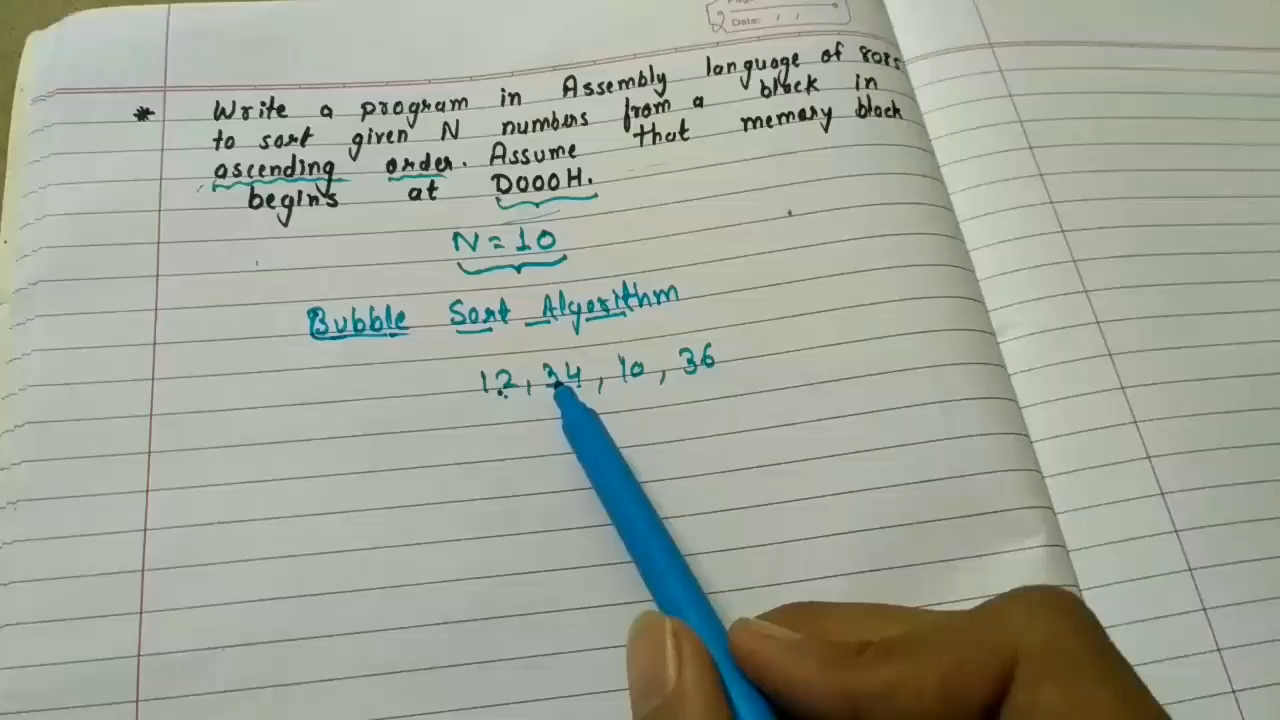 Date: / /
* Write a program in Assembly language of 8085
to sort given N numbers from a block in
ascending order. Assume that memory block
begins at D000H.
N = 10
Bubble Sort Algorithm
12, 34, 10, 36